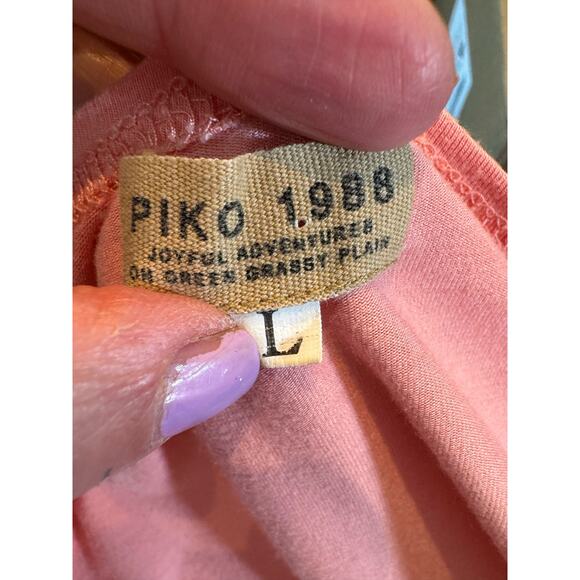 PIKO 1988
JOYFUL ADVENTURES
ON GREEN GRASSY PLAIN
L